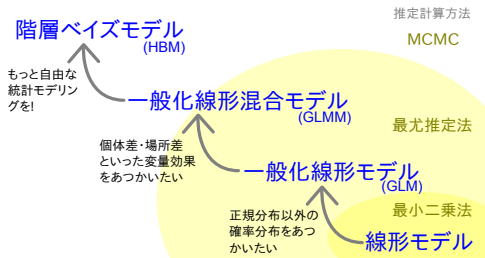 推定計算方法
階層ベイズモデル
(HBM)
MCMC
もっと自由な
統計モデリン
グを!
一般化線形混合モデル
(GLMM)
最尤推定法
個体差・場所差
といった変量効果
をあつかいたい
一般化線形モデル
(GLM)
正規分布以外の
確率分布をあつ
かいたい
最小二乗法
線形モデル